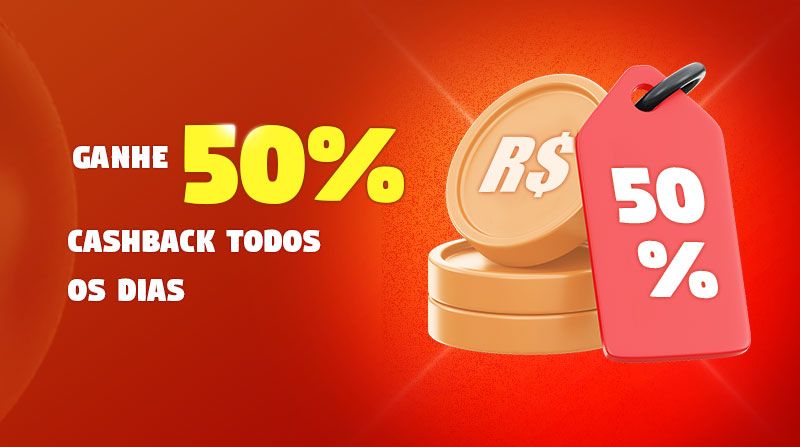 GANHE 50%
CASHBACK TODOS
OS DIAS
R$
50
%